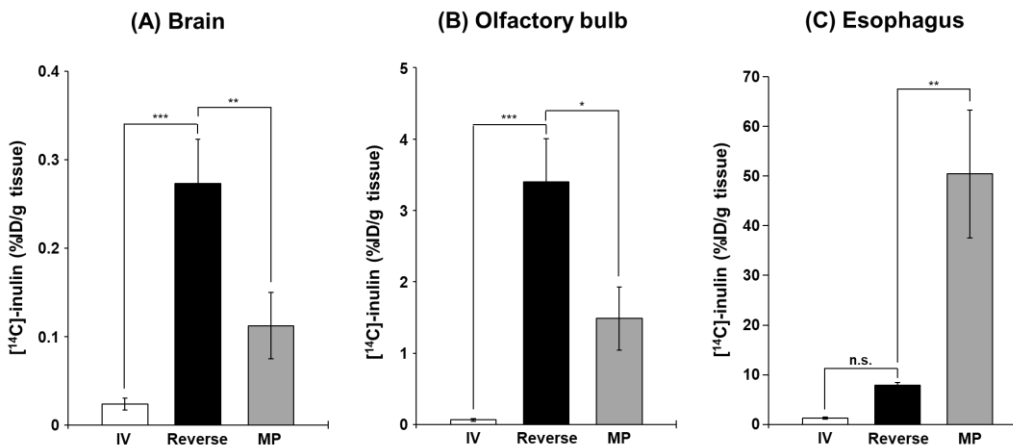 (A) Brain
[¹⁴C]-inulin (%ID/g tissue)
0.4
0.3
0.2
0.1
0
***
**
IV Reverse MP
(B) Olfactory bulb
[¹⁴C]-inulin (%ID/g tissue)
5
4
3
2
1
0
***
*
IV Reverse MP
(C) Esophagus
[¹⁴C]-inulin (%ID/g tissue)
70
60
50
40
30
20
10
0
n.s.
**
IV Reverse MP